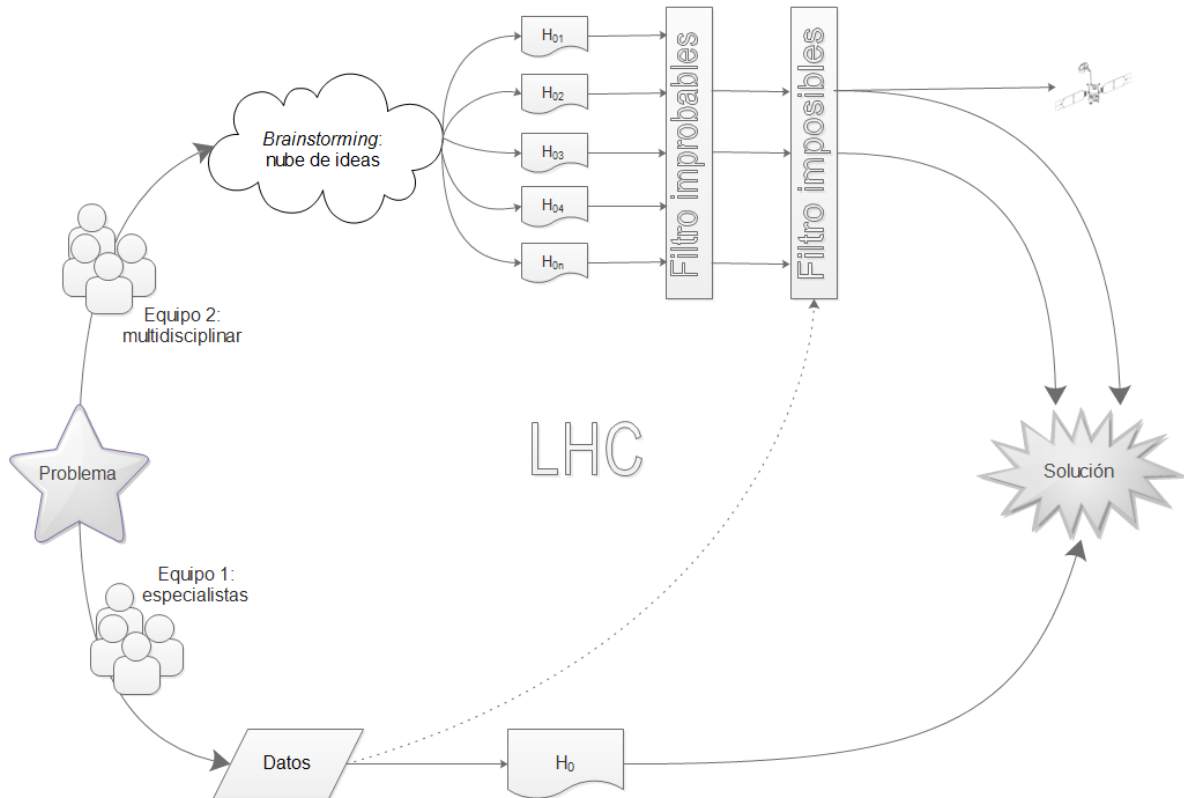 H01
H02
H03
H04
H0n
Filtro improbables
Filtro imposibles
Brainstorming:
nube de ideas
Equipo 2:
multidisciplinar
LHC
Problema
Solución
Equipo 1:
especialistas
Datos
H0